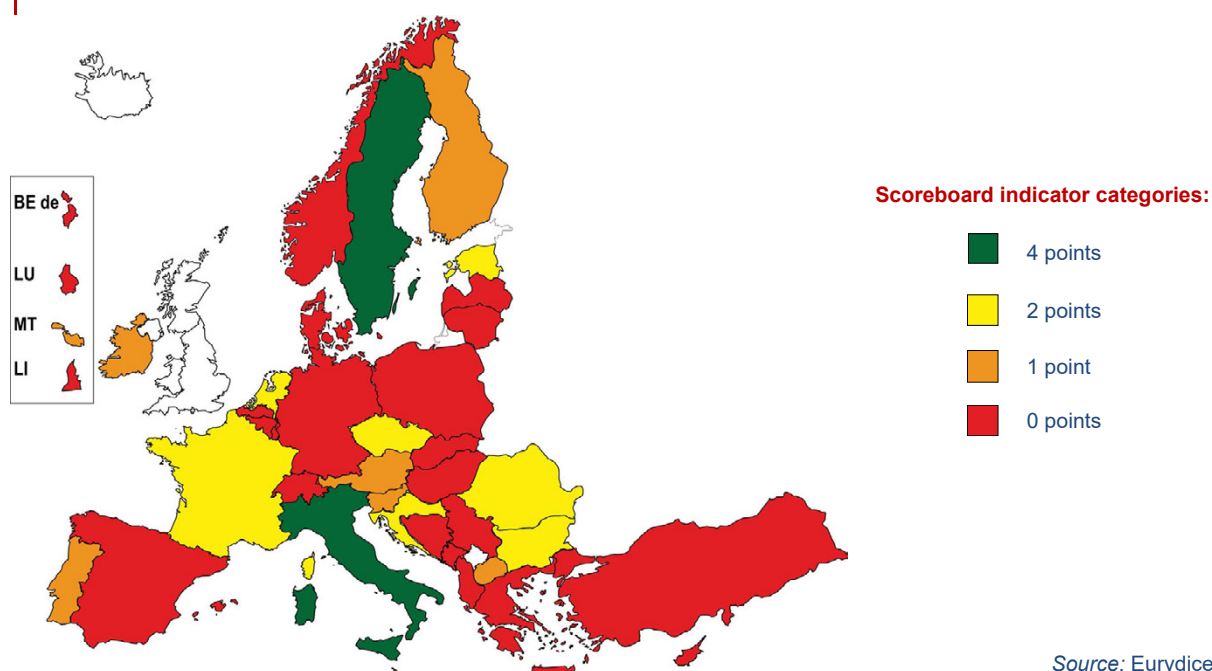 BE de
LU
MT
LI
Scoreboard indicator categories:
4 points
2 points
1 point
0 points
Source: Eurydice